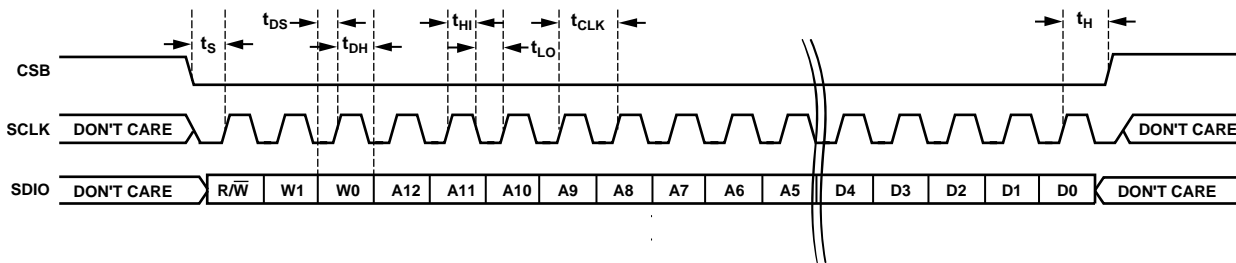 tDS tHI tCLK tH
tS tDH tLO
CSB
SCLK DON'T CARE DON'T CARE
SDIO DON'T CARE R/W̅ W1 W0 A12 A11 A10 A9 A8 A7 A6 A5 D4 D3 D2 D1 D0 DON'T CARE